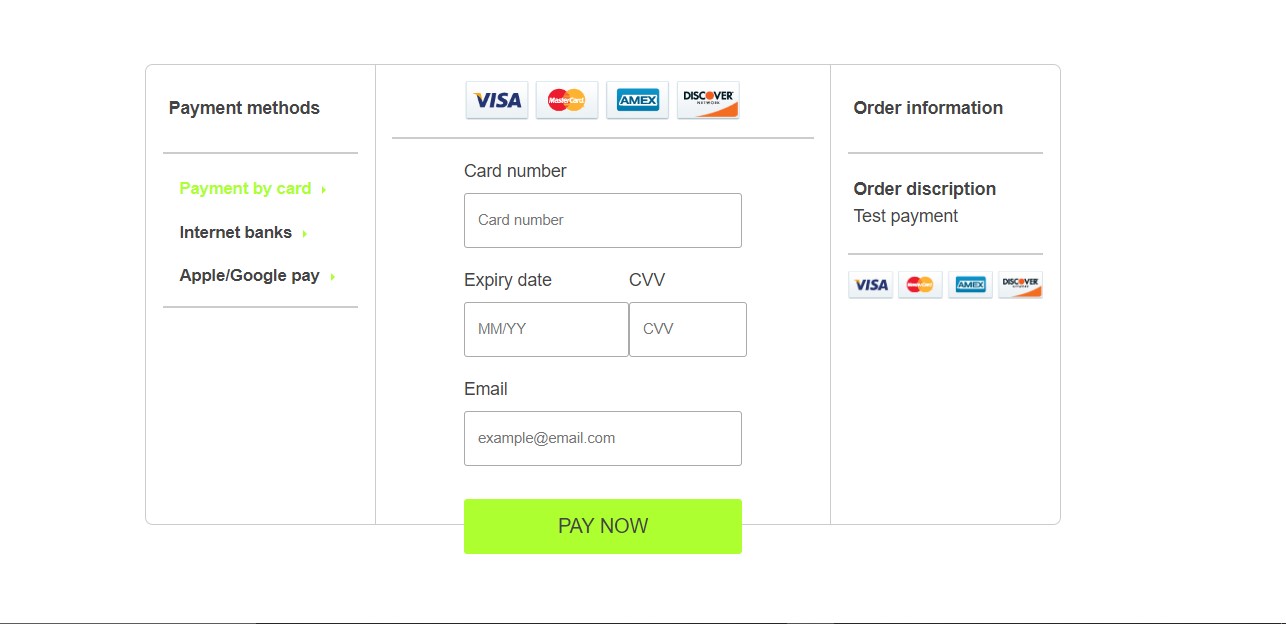 Payment methods
Payment by card
Internet banks
Apple/Google pay
VISA MasterCard AMEX DISCOVER
NETWORK
Card number
Card number
Expiry date CVV
MM/YY CVV
Email
example@email.com
PAY NOW
Order information
Order discription
Test payment
VISA MasterCard AMEX DISCOVER
NETWORK